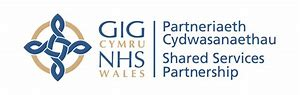 GIG
CYMRU
NHS
WALES
Partneriaeth
Cydwasanaethau
Shared Services
Partnership